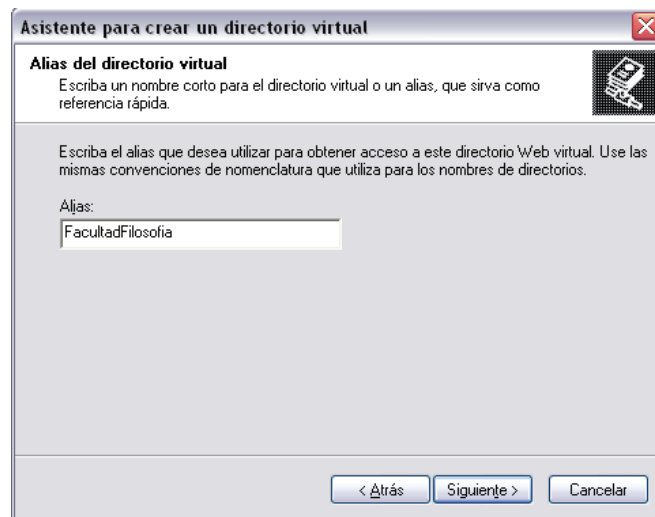 Asistente para crear un directorio virtual
Alias del directorio virtual
Escriba un nombre corto para el directorio virtual o un alias, que sirva como
referencia rápida.
Escriba el alias que desea utilizar para obtener acceso a este directorio Web virtual. Use las
mismas convenciones de nomenclatura que utiliza para los nombres de directorios.
Alias:
FacultadFilosofia
< Atrás Siguiente > Cancelar